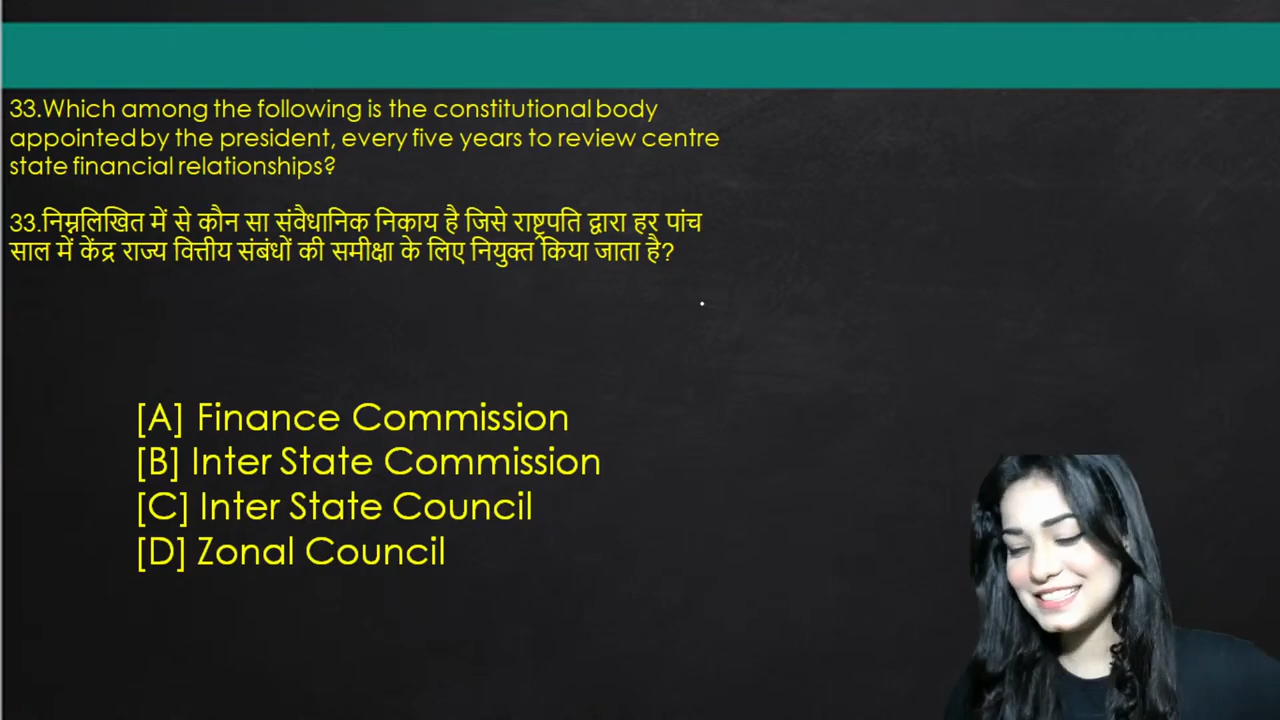 33.Which among the following is the constitutional body
appointed by the president, every five years to review centre
state financial relationships?
33.निम्नलिखित में से कौन सा संवैधानिक निकाय है जिसे राष्ट्रपति द्वारा हर पांच
साल में केंद्र राज्य वित्तीय संबंधों की समीक्षा के लिए नियुक्त किया जाता है?
[A] Finance Commission
[B] Inter State Commission
[C] Inter State Council
[D] Zonal Council